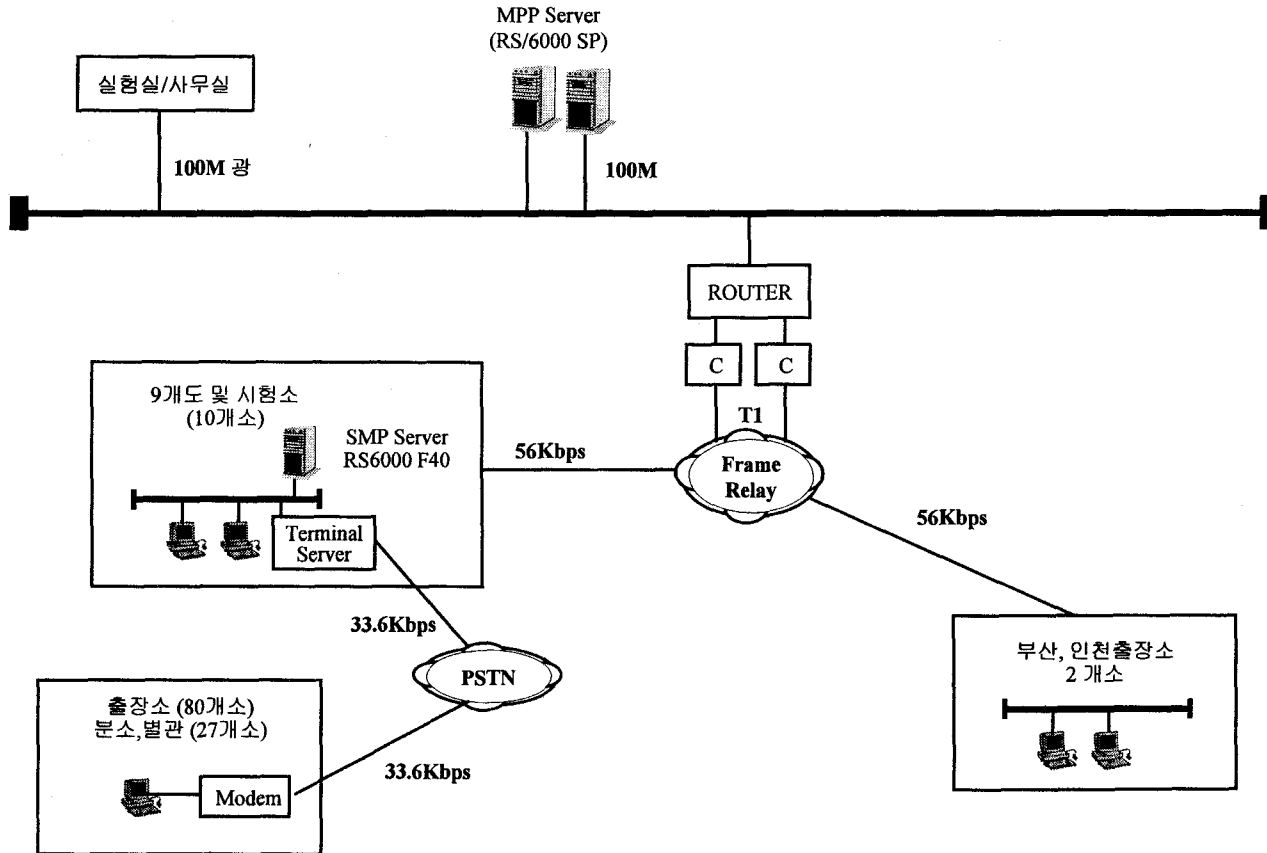 MPP Server
(RS/6000 SP)
실험실/사무실
100M 광
100M
ROUTER
C
C
T1
9개도 및 시험소
(10개소)
SMP Server
RS6000 F40
56Kbps
Frame
Relay
56Kbps
Terminal
Server
33.6Kbps
PSTN
부산, 인천출장소
2 개소
출장소 (80개소)
분소,별관 (27개소)
33.6Kbps
Modem